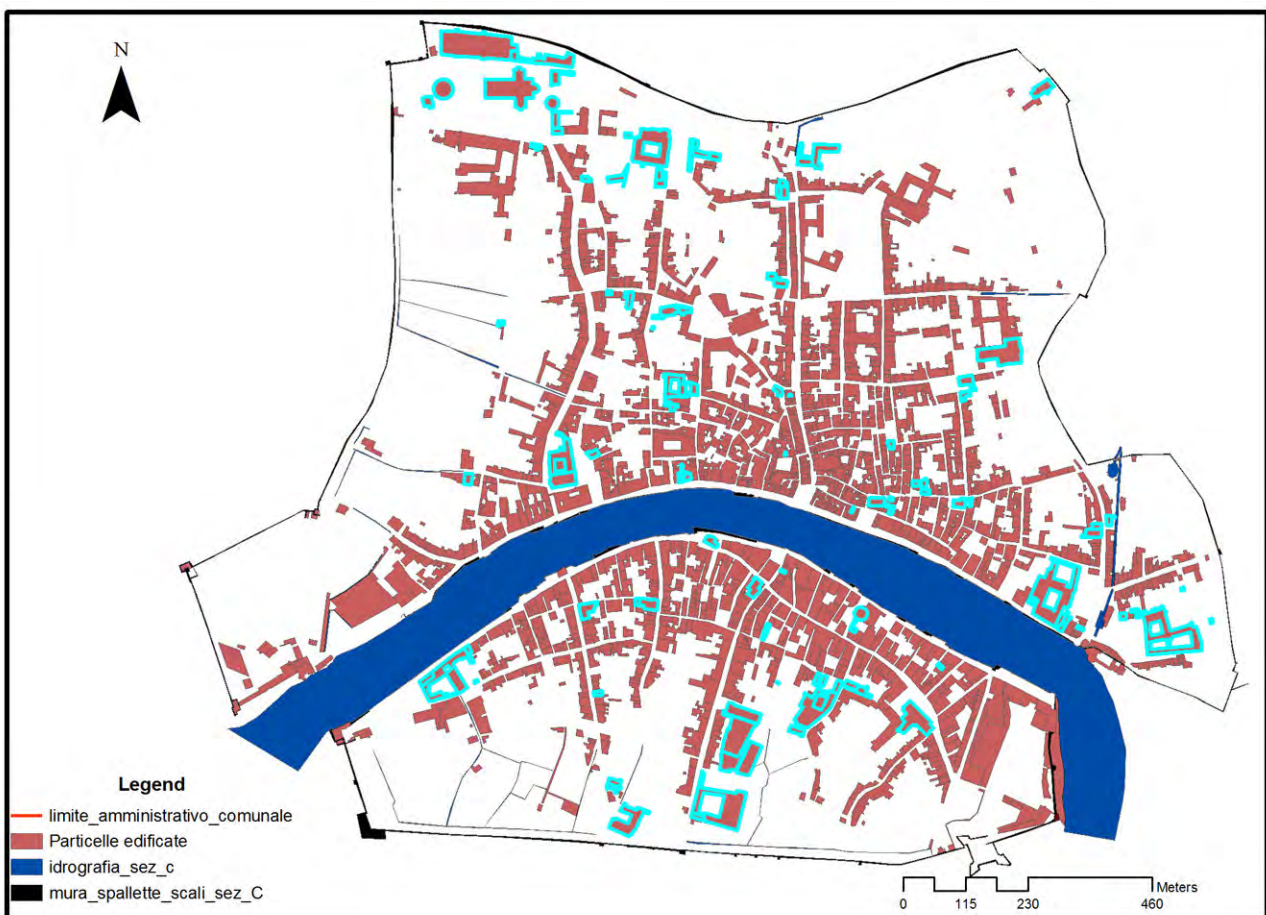 N
Legend
limite_amministrativo_comunale
Particelle edificate
idrografia_sez_c
mura_spallette_scali_sez_C
Meters
0 115 230 460